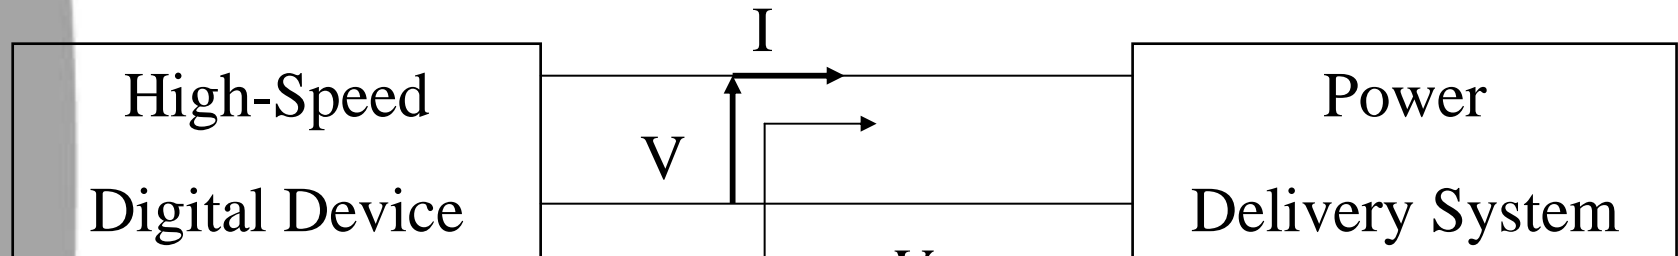 I
High-Speed
Power
V
Digital Device
Delivery System